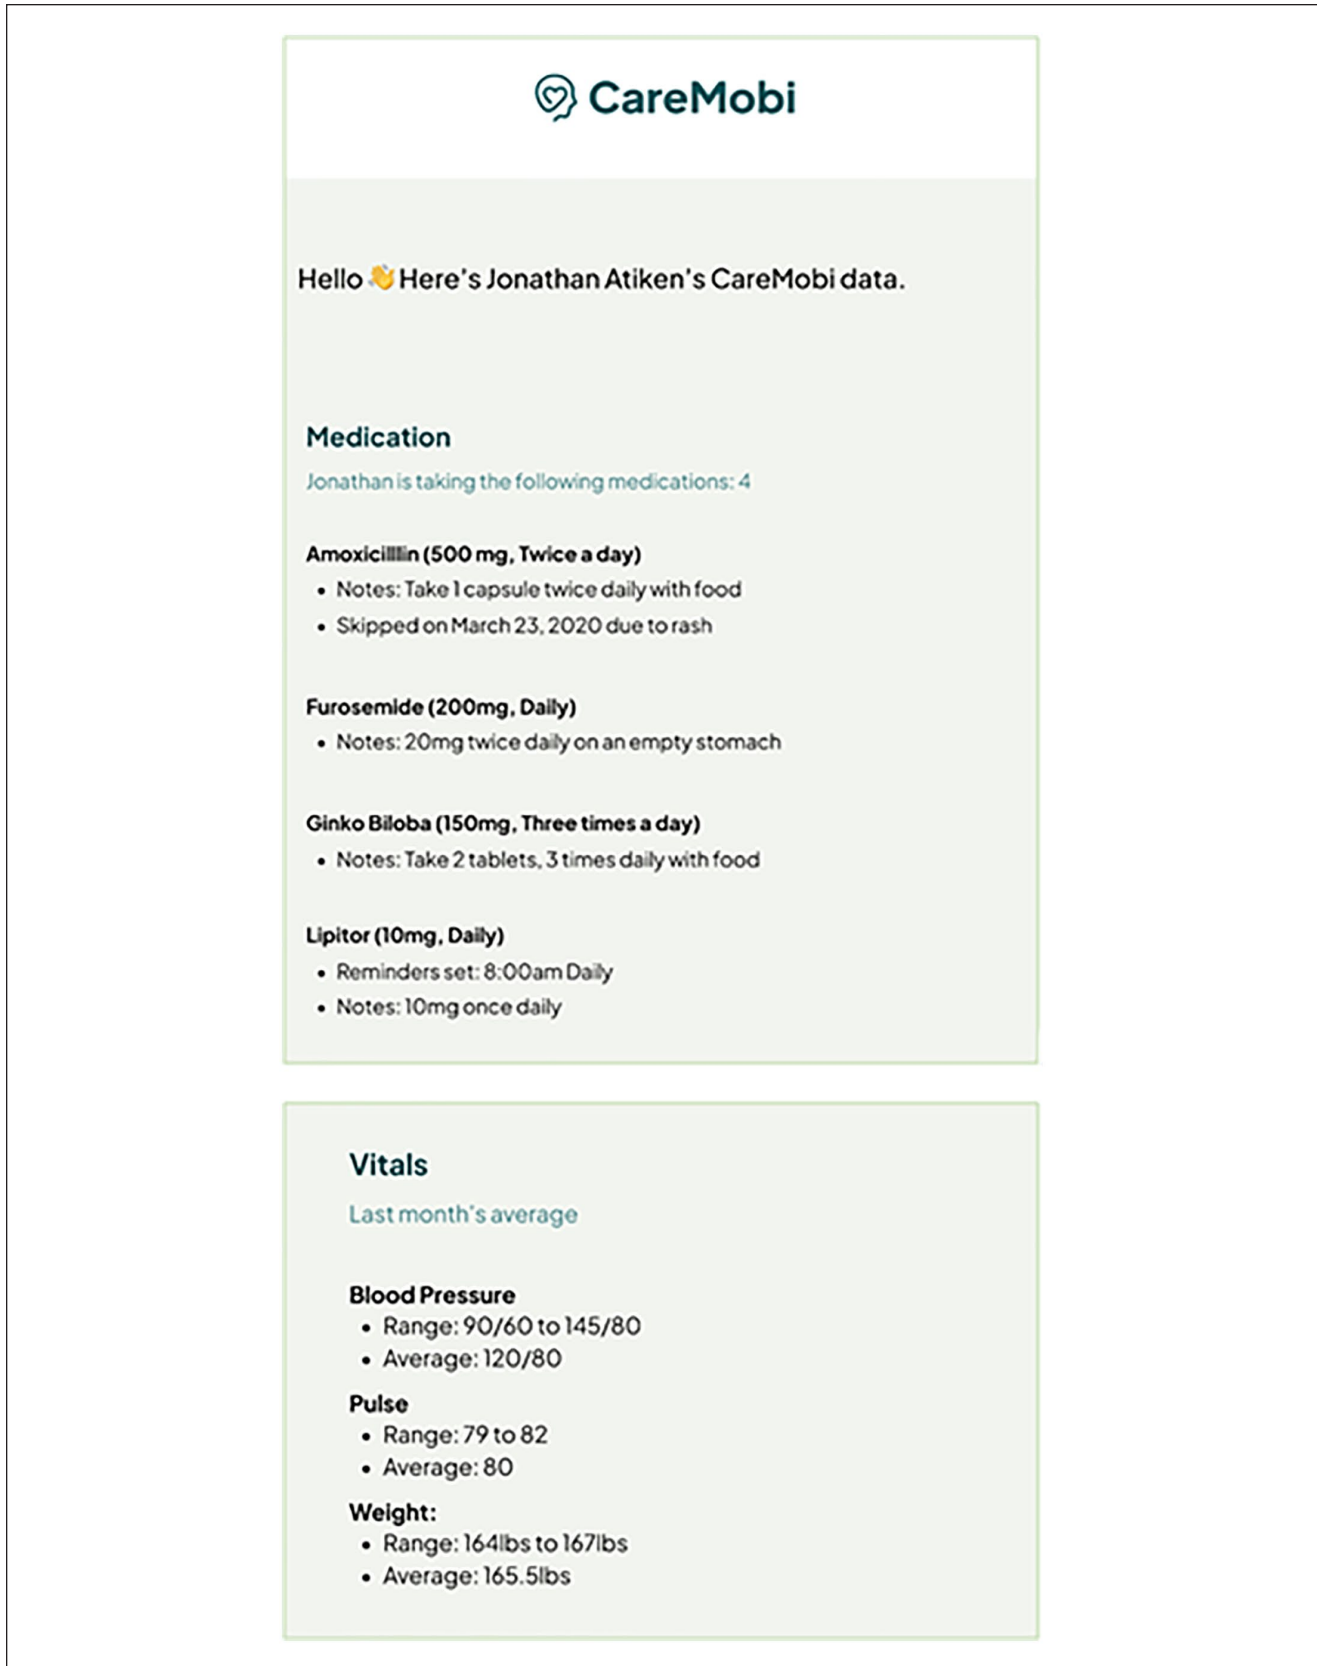 CareMobi
Hello 👋 Here's Jonathan Atiken's CareMobi data.
Medication
Jonathan is taking the following medications: 4
Amoxicilllin (500 mg, Twice a day)
• Notes: Take 1 capsule twice daily with food
• Skipped on March 23, 2020 due to rash
Furosemide (200mg, Daily)
• Notes: 20mg twice daily on an empty stomach
Ginko Biloba (150mg, Three times a day)
• Notes: Take 2 tablets, 3 times daily with food
Lipitor (10mg, Daily)
• Reminders set: 8:00am Daily
• Notes: 10mg once daily
Vitals
Last month's average
Blood Pressure
• Range: 90/60 to 145/80
• Average: 120/80
Pulse
• Range: 79 to 82
• Average: 80
Weight:
• Range: 164lbs to 167lbs
• Average: 165.5lbs